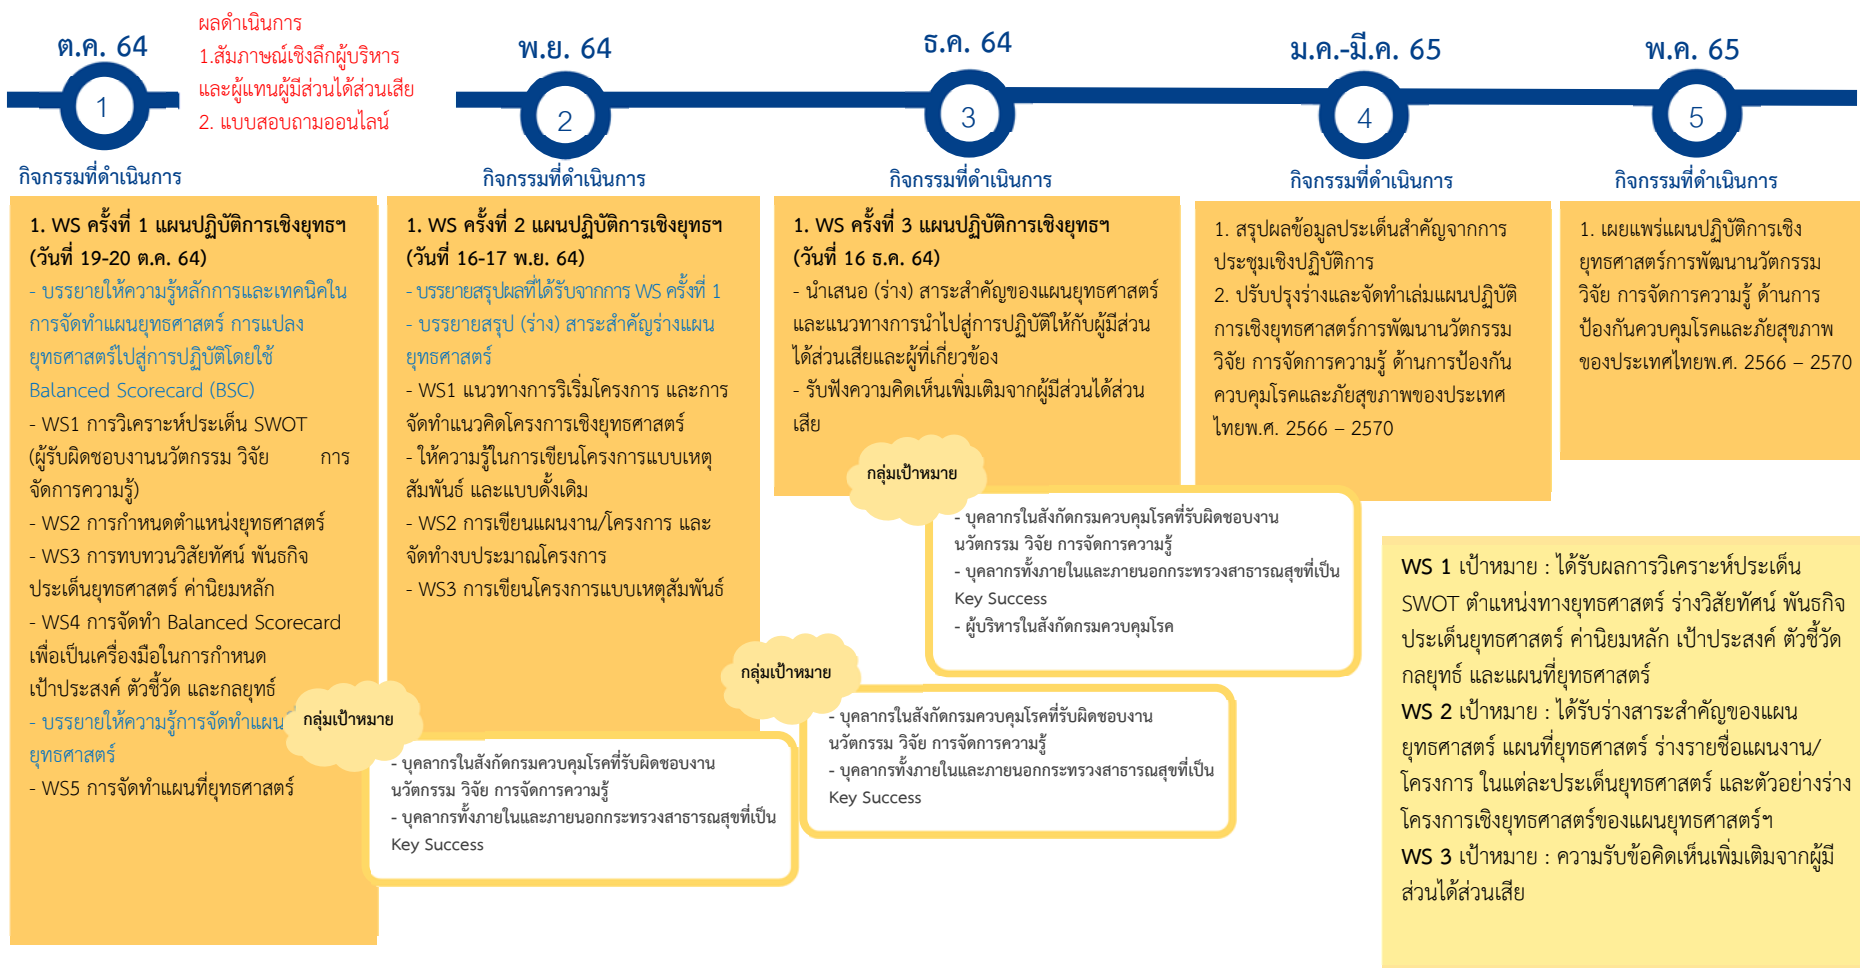 ต.ค. 64
1
ผลดำเนินการ
1.สัมภาษณ์เชิงลึกผู้บริหาร
และผู้แทนผู้มีส่วนได้ส่วนเสีย
2. แบบสอบถามออนไลน์
พ.ย. 64
2
ธ.ค. 64
3
ม.ค.-มี.ค. 65
4
พ.ค. 65
5
กิจกรรมที่ดำเนินการ
1. WS ครั้งที่ 1 แผนปฏิบัติการเชิงยุทธฯ
(วันที่ 19-20 ต.ค. 64)
- บรรยายให้ความรู้หลักการและเทคนิคใน
การจัดทำแผนยุทธศาสตร์ การแปลง
ยุทธศาสตร์ไปสู่การปฏิบัติโดยใช้
Balanced Scorecard (BSC)
- WS1 การวิเคราะห์ประเด็น SWOT
(ผู้รับผิดชอบงานนวัตกรรม วิจัย การ
จัดการความรู้)
- WS2 การกำหนดตำแหน่งยุทธศาสตร์
- WS3 การทบทวนวิสัยทัศน์ พันธกิจ
ประเด็นยุทธศาสตร์ ค่านิยมหลัก
- WS4 การจัดทำ Balanced Scorecard
เพื่อเป็นเครื่องมือในการกำหนด
เป้าประสงค์ ตัวชี้วัด และกลยุทธ์
- บรรยายให้ความรู้การจัดทำแผน
ยุทธศาสตร์
- WS5 การจัดทำแผนที่ยุทธศาสตร์
กลุ่มเป้าหมาย
- บุคลากรในสังกัดกรมควบคุมโรคที่รับผิดชอบงาน
นวัตกรรม วิจัย การจัดการความรู้
- บุคลากรทั้งภายในและภายนอกกระทรวงสาธารณสุขที่เป็น
Key Success
กิจกรรมที่ดำเนินการ
1. WS ครั้งที่ 2 แผนปฏิบัติการเชิงยุทธฯ
(วันที่ 16-17 พ.ย. 64)
- บรรยายสรุปผลที่ได้รับจากการ WS ครั้งที่ 1
- บรรยายสรุป (ร่าง) สาระสำคัญร่างแผน
ยุทธศาสตร์
- WS1 แนวทางการริเริ่มโครงการ และการ
จัดทำแนวคิดโครงการเชิงยุทธศาสตร์
- ให้ความรู้ในการเขียนโครงการแบบเหตุ
สัมพันธ์ และแบบดั้งเดิม
- WS2 การเขียนแผนงาน/โครงการ และ
จัดทำงบประมาณโครงการ
- WS3 การเขียนโครงการแบบเหตุสัมพันธ์
กลุ่มเป้าหมาย
- บุคลากรในสังกัดกรมควบคุมโรคที่รับผิดชอบงาน
นวัตกรรม วิจัย การจัดการความรู้
- บุคลากรทั้งภายในและภายนอกกระทรวงสาธารณสุขที่เป็น
Key Success
กิจกรรมที่ดำเนินการ
1. WS ครั้งที่ 3 แผนปฏิบัติการเชิงยุทธฯ
(วันที่ 16 ธ.ค. 64)
- นำเสนอ (ร่าง) สาระสำคัญของแผนยุทธศาสตร์
และแนวทางการนำไปสู่การปฏิบัติให้กับผู้มีส่วน
ได้ส่วนเสียและผู้ที่เกี่ยวข้อง
- รับฟังความคิดเห็นเพิ่มเติมจากผู้มีส่วนได้ส่วน
เสีย
กลุ่มเป้าหมาย
- บุคลากรในสังกัดกรมควบคุมโรคที่รับผิดชอบงาน
นวัตกรรม วิจัย การจัดการความรู้
- บุคลากรทั้งภายในและภายนอกกระทรวงสาธารณสุขที่เป็น
Key Success
- ผู้บริหารในสังกัดกรมควบคุมโรค
กิจกรรมที่ดำเนินการ
1. สรุปผลข้อมูลประเด็นสำคัญจากการ
ประชุมเชิงปฏิบัติการ
2. ปรับปรุงร่างและจัดทำเล่มแผนปฏิบัติ
การเชิงยุทธศาสตร์การพัฒนานวัตกรรม
วิจัย การจัดการความรู้ ด้านการป้องกัน
ควบคุมโรคและภัยสุขภาพของประเทศ
ไทยพ.ศ. 2566 – 2570
กิจกรรมที่ดำเนินการ
1. เผยแพร่แผนปฏิบัติการเชิง
ยุทธศาสตร์การพัฒนานวัตกรรม
วิจัย การจัดการความรู้ ด้านการ
ป้องกันควบคุมโรคและภัยสุขภาพ
ของประเทศไทยพ.ศ. 2566 – 2570
WS 1 เป้าหมาย : ได้รับผลการวิเคราะห์ประเด็น
SWOT ตำแหน่งทางยุทธศาสตร์ ร่างวิสัยทัศน์ พันธกิจ
ประเด็นยุทธศาสตร์ ค่านิยมหลัก เป้าประสงค์ ตัวชี้วัด
กลยุทธ์ และแผนที่ยุทธศาสตร์
WS 2 เป้าหมาย : ได้รับร่างสาระสำคัญของแผน
ยุทธศาสตร์ แผนที่ยุทธศาสตร์ ร่างรายชื่อแผนงาน/
โครงการ ในแต่ละประเด็นยุทธศาสตร์ และตัวอย่างร่าง
โครงการเชิงยุทธศาสตร์ของแผนยุทธศาสตร์ฯ
WS 3 เป้าหมาย : ความรับข้อคิดเห็นเพิ่มเติมจากผู้มี
ส่วนได้ส่วนเสีย